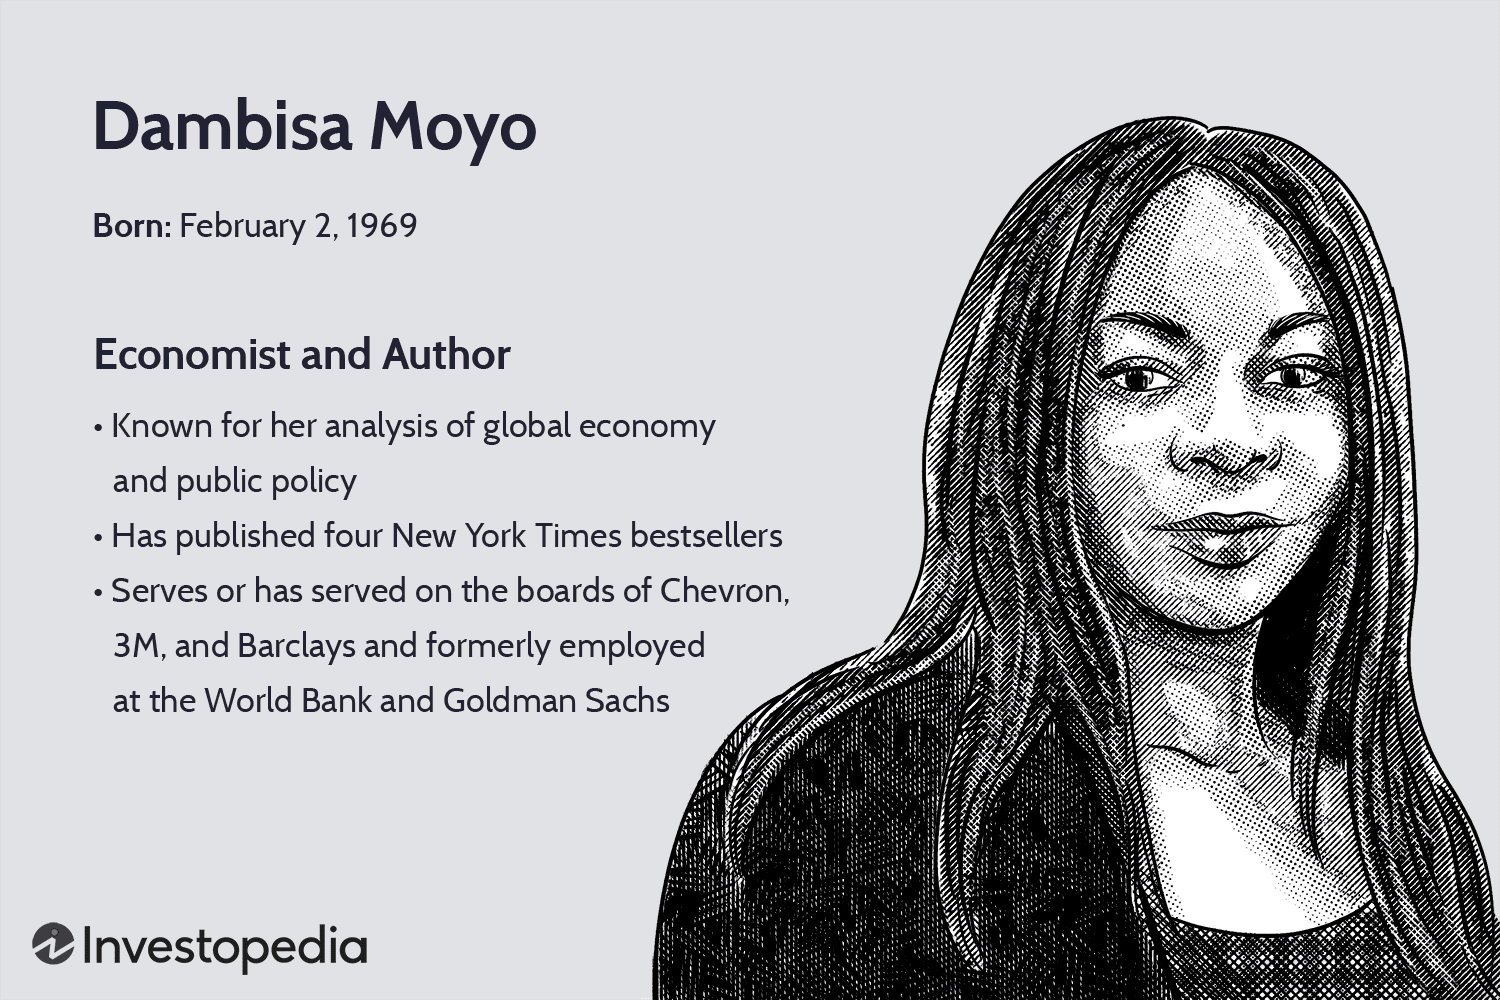 Dambisa Moyo
Born: February 2, 1969
Economist and Author
• Known for her analysis of global economy
and public policy
• Has published four New York Times bestsellers
• Serves or has served on the boards of Chevron,
3M, and Barclays and formerly employed
at the World Bank and Goldman Sachs
Investopedia